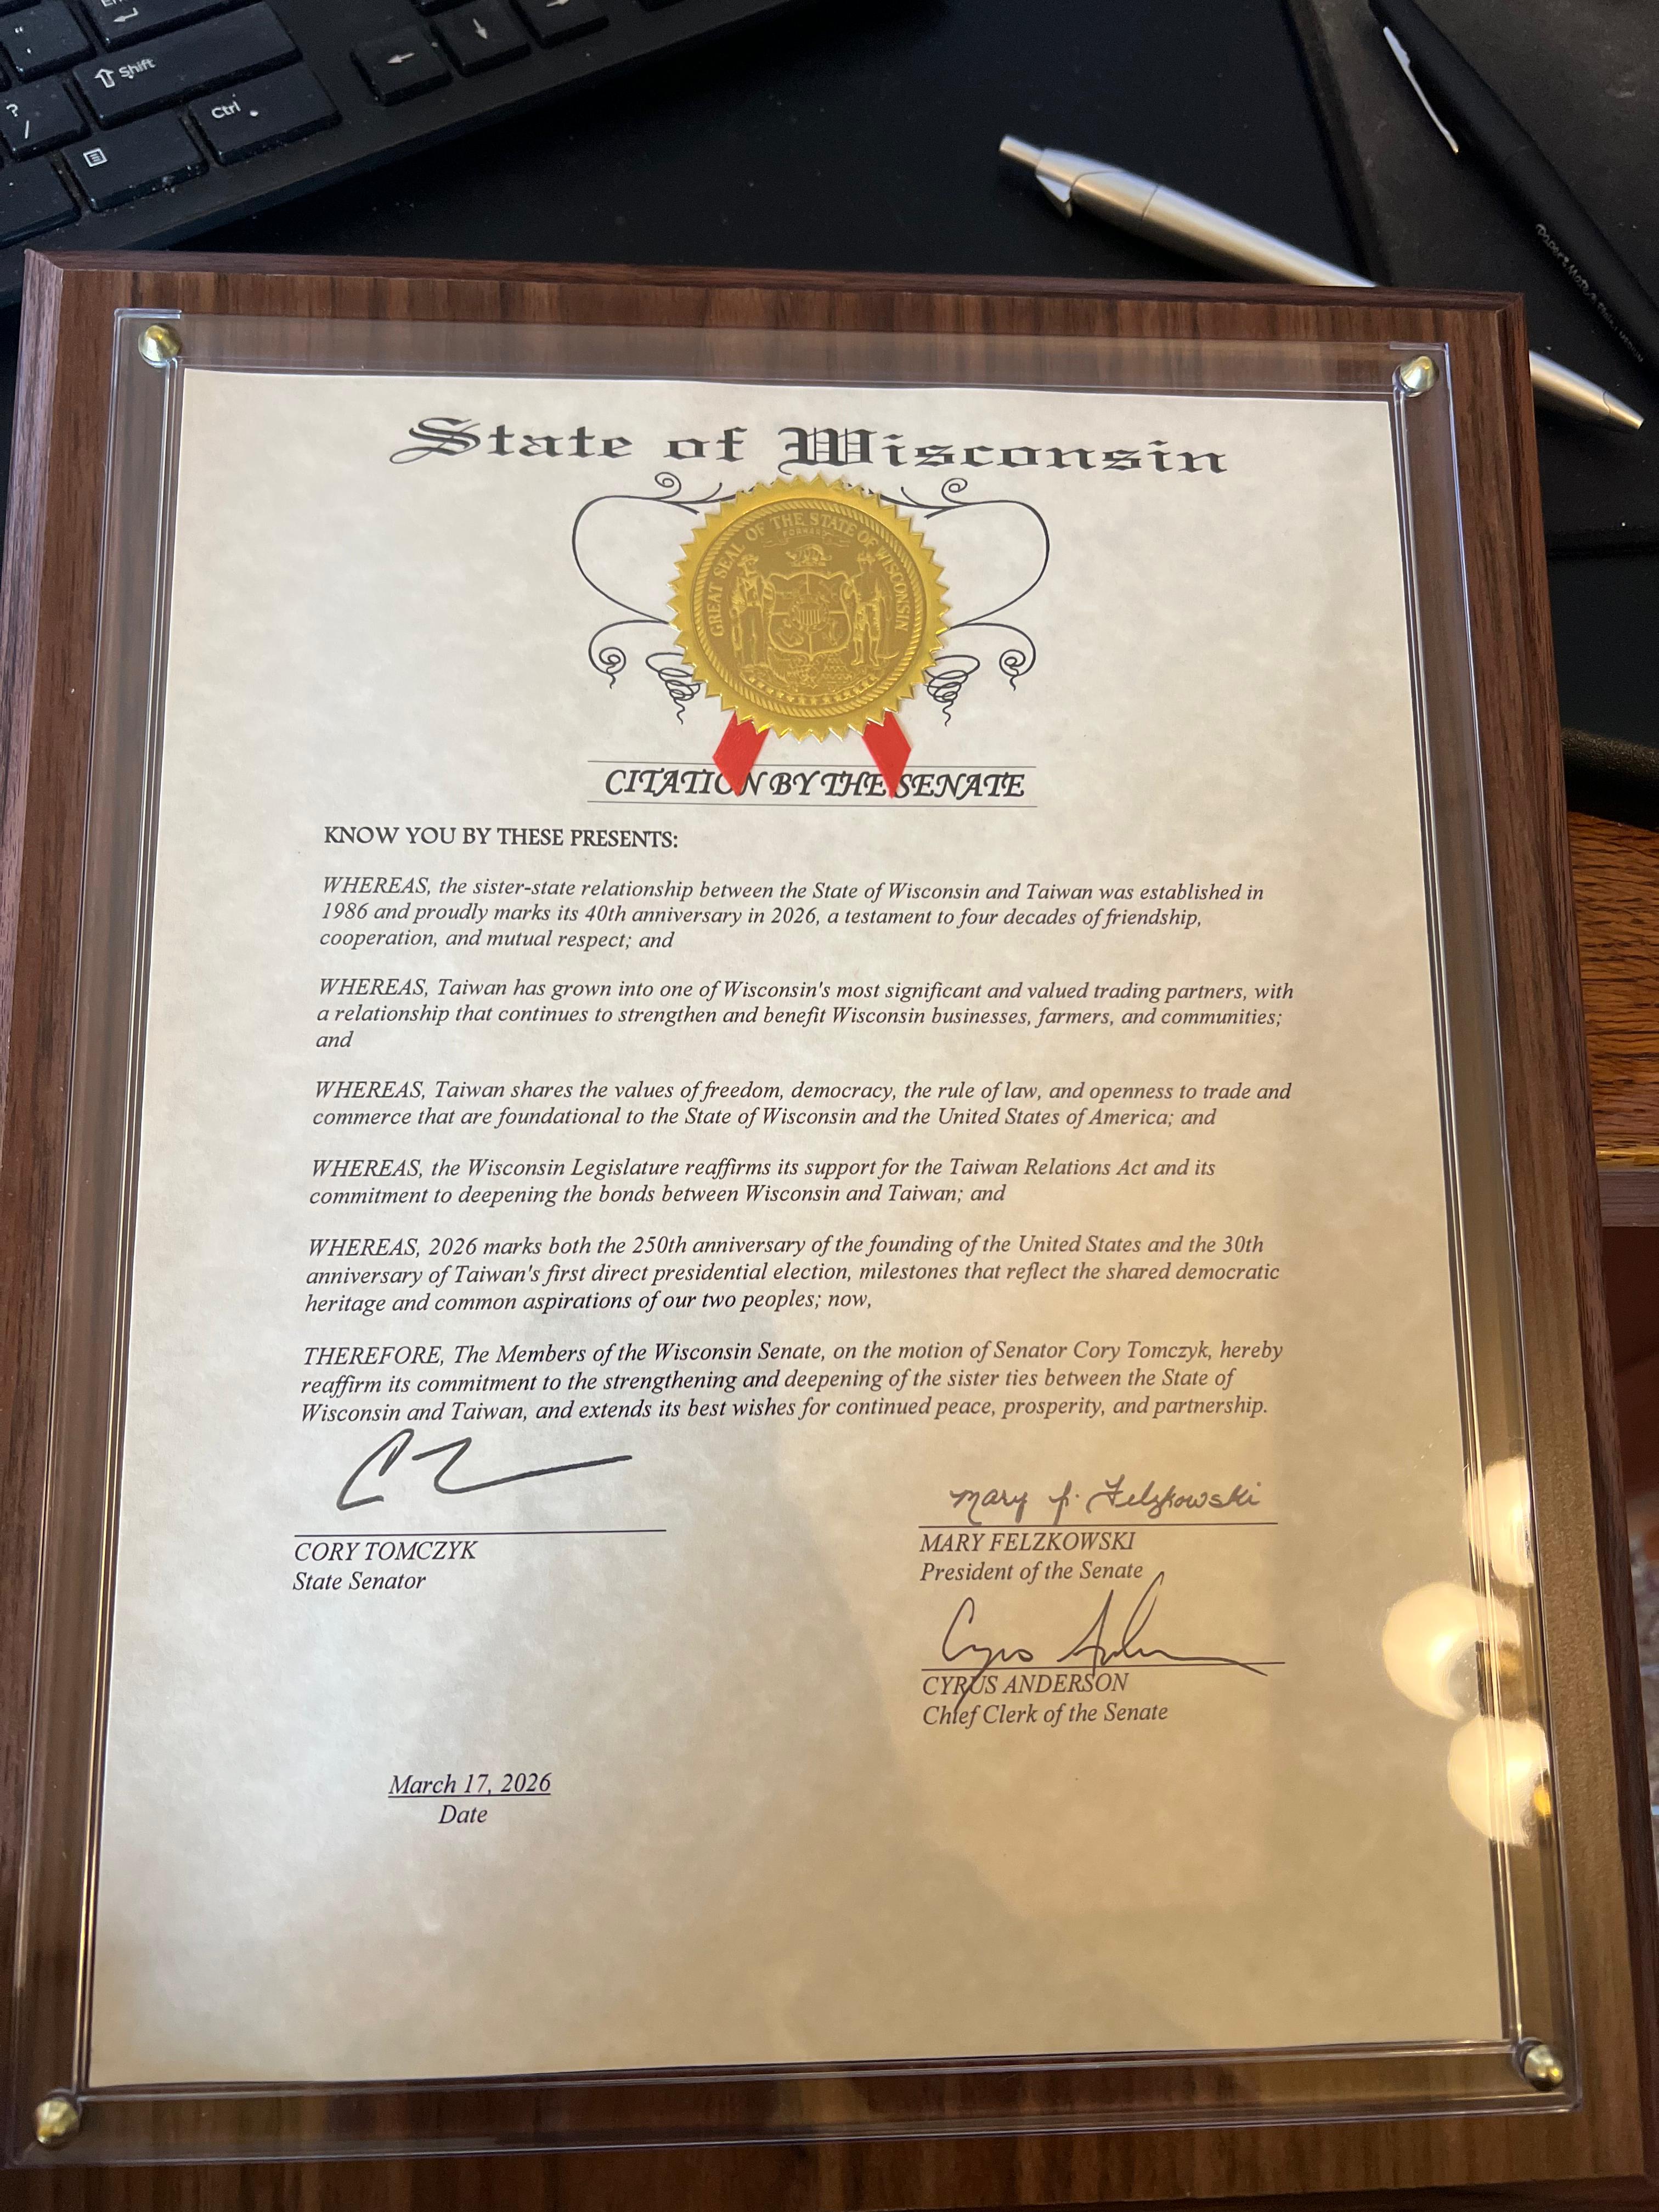 Enter
"
'
⇧ Shift
?
/
Ctrl
←
↓
→
State of Wisconsin
GREAT SEAL OF THE STATE OF WISCONSIN
FORWARD
CITATION BY THE SENATE
KNOW YOU BY THESE PRESENTS:
WHEREAS, the sister-state relationship between the State of Wisconsin and Taiwan was established in
1986 and proudly marks its 40th anniversary in 2026, a testament to four decades of friendship,
cooperation, and mutual respect; and
WHEREAS, Taiwan has grown into one of Wisconsin's most significant and valued trading partners, with
a relationship that continues to strengthen and benefit Wisconsin businesses, farmers, and communities;
and
WHEREAS, Taiwan shares the values of freedom, democracy, the rule of law, and openness to trade and
commerce that are foundational to the State of Wisconsin and the United States of America; and
WHEREAS, the Wisconsin Legislature reaffirms its support for the Taiwan Relations Act and its
commitment to deepening the bonds between Wisconsin and Taiwan; and
WHEREAS, 2026 marks both the 250th anniversary of the founding of the United States and the 30th
anniversary of Taiwan's first direct presidential election, milestones that reflect the shared democratic
heritage and common aspirations of our two peoples; now,
THEREFORE, The Members of the Wisconsin Senate, on the motion of Senator Cory Tomczyk, hereby
reaffirm its commitment to the strengthening and deepening of the sister ties between the State of
Wisconsin and Taiwan, and extends its best wishes for continued peace, prosperity, and partnership.
CORY TOMCZYK
State Senator
Mary J. Felzkowski
MARY FELZKOWSKI
President of the Senate
CYRUS ANDERSON
Chief Clerk of the Senate
March 17, 2026
Date